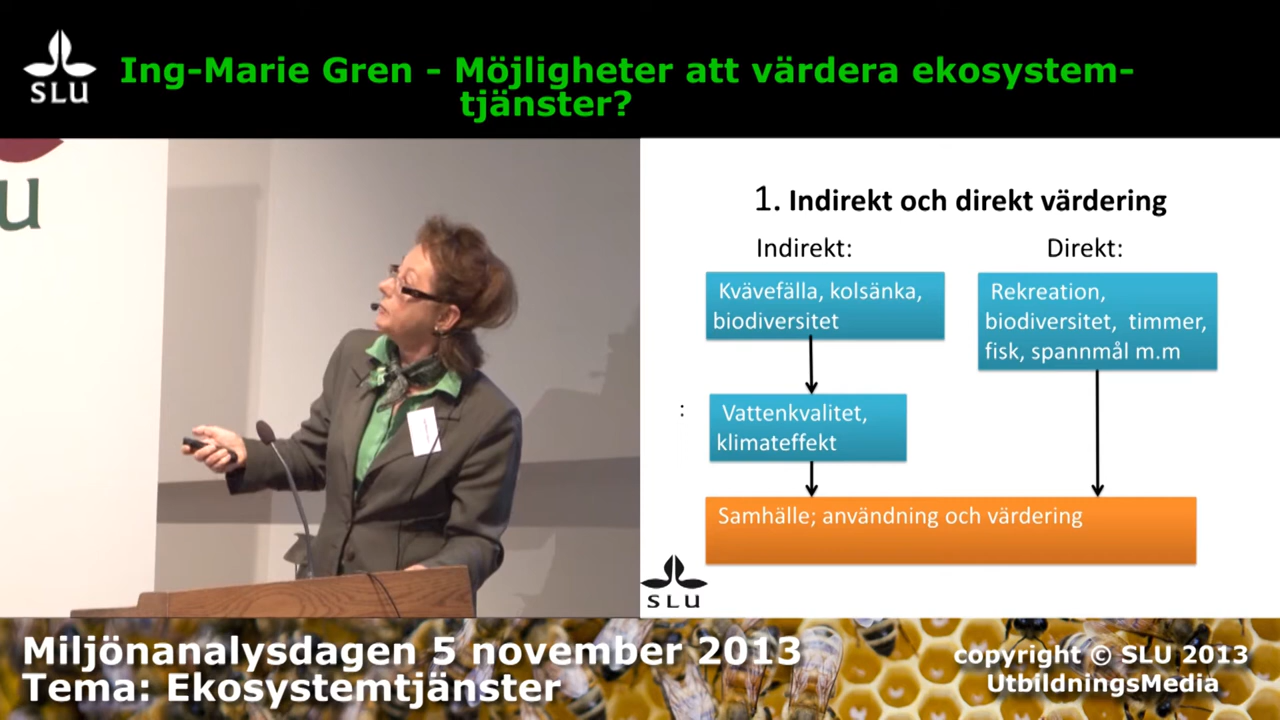 SLU
Ing-Marie Gren - Möjligheter att värdera ekosystem-
tjänster?
U
1. Indirekt och direkt värdering
Indirekt:
Direkt:
Kvävefälla, kolsänka,
biodiversitet
Rekreation,
biodiversitet, timmer,
fisk, spannmål m.m
:
Vattenkvalitet,
klimateffekt
Samhälle; användning och värdering
SLU
Miljönanalysdagen 5 november 2013
Tema: Ekosystemtjänster
copyright © SLU 2013
UtbildningsMedia